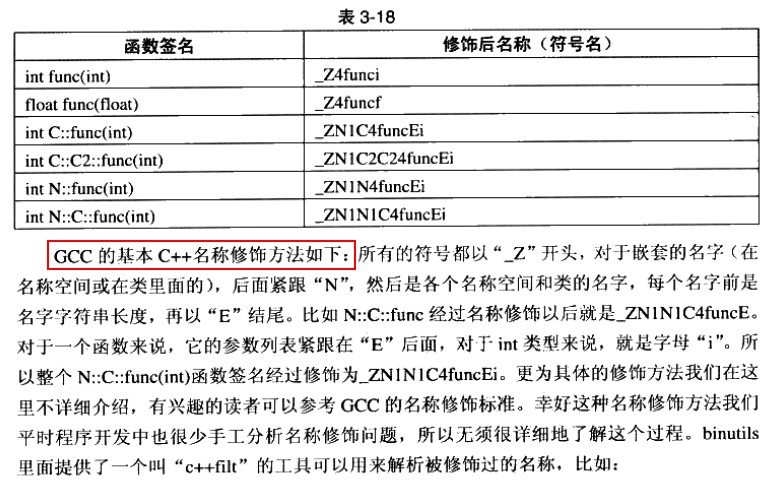 表 3-18
函数签名 修饰后名称（符号名）
int func(int) _Z4funci
float func(float) _Z4funcf
int C::func(int) _ZN1C4funcEi
int C::C2::func(int) _ZN1C2C24funcEi
int N::func(int) _ZN1N4funcEi
int N::C::func(int) _ZN1N1C4funcEi
GCC 的基本 C++名称修饰方法如下：所有的符号都以“_Z”开头，对于嵌套的名字（在
名称空间或在类里面的），后面紧跟“N”，然后是各个名称空间和类的名字，每个名字前是
名字字符串长度，再以“E”结尾。比如 N::C::func 经过名称修饰以后就是_ZN1N1C4funcE。
对于一个函数来说，它的参数列表紧跟在“E”后面，对于 int 类型来说，就是字母“i”。所
以整个 N::C::func(int)函数签名经过修饰为_ZN1N1C4funcEi。更为具体的修饰方法我们在这
里不详细介绍，有兴趣的读者可以参考 GCC 的名称修饰标准。幸好这种名称修饰方法我们
平时程序开发中也很少手工分析名称修饰问题，所以无须很详细地了解这个过程。binutils
里面提供了一个叫“c++filt”的工具可以用来解析被修饰过的名称，比如：